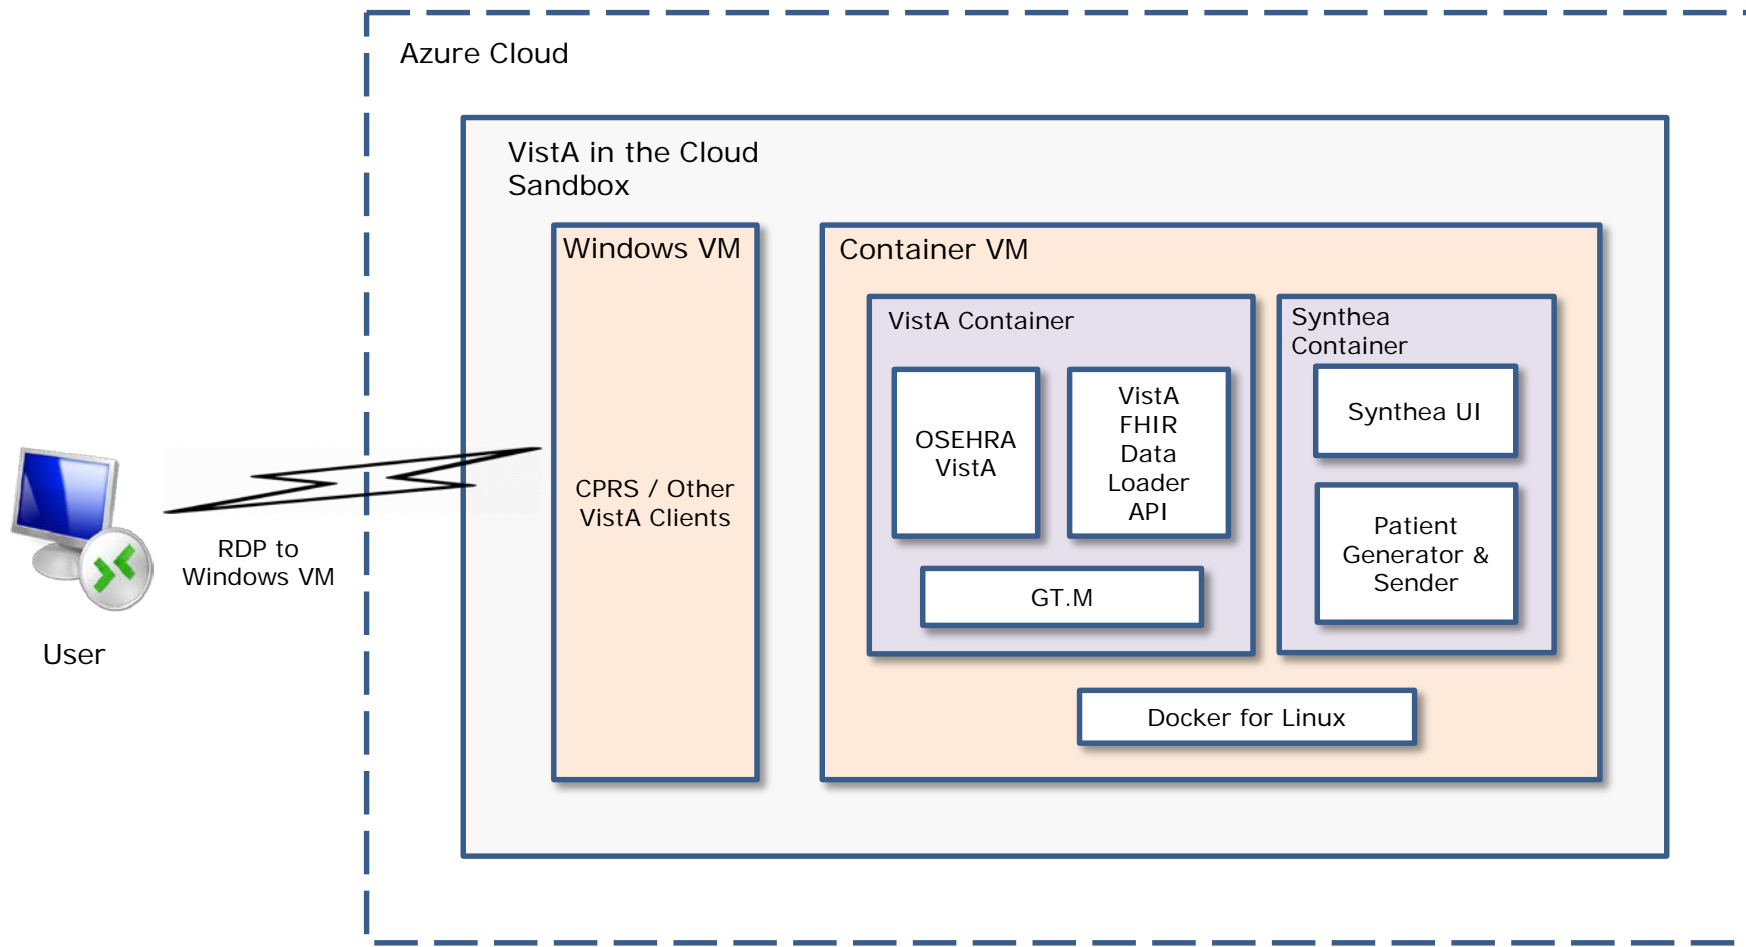 Azure Cloud
VistA in the Cloud
Sandbox
Windows VM
CPRS / Other
VistA Clients
Container VM
VistA Container
OSEHRA
VistA
VistA
FHIR
Data
Loader
API
GT.M
Synthea
Container
Synthea UI
Patient
Generator &
Sender
Docker for Linux
RDP to
Windows VM
User